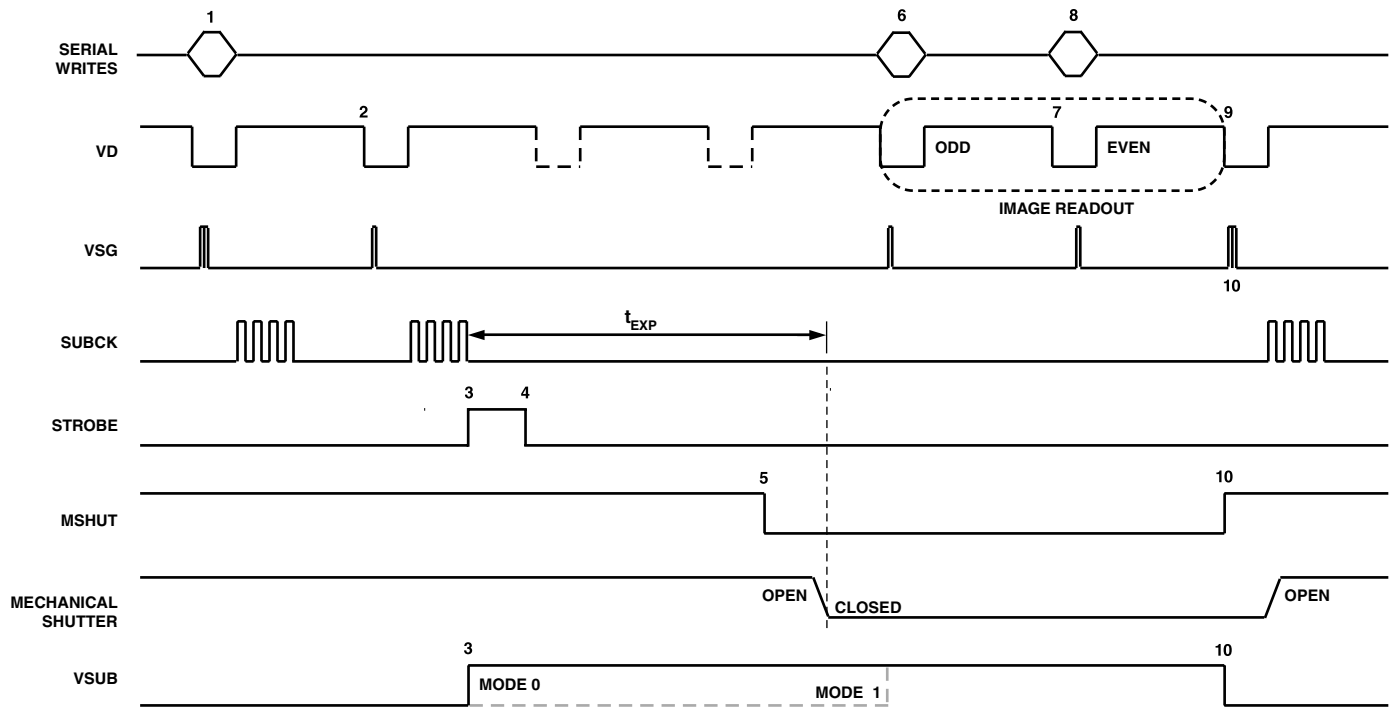 1 6 8
SERIAL
WRITES
2 7 9
VD
ODD EVEN
IMAGE READOUT
VSG
10
tEXP
SUBCK
3 4
STROBE
5 10
MSHUT
MECHANICAL
SHUTTER
OPEN CLOSED OPEN
3 10
VSUB
MODE 0 MODE 1